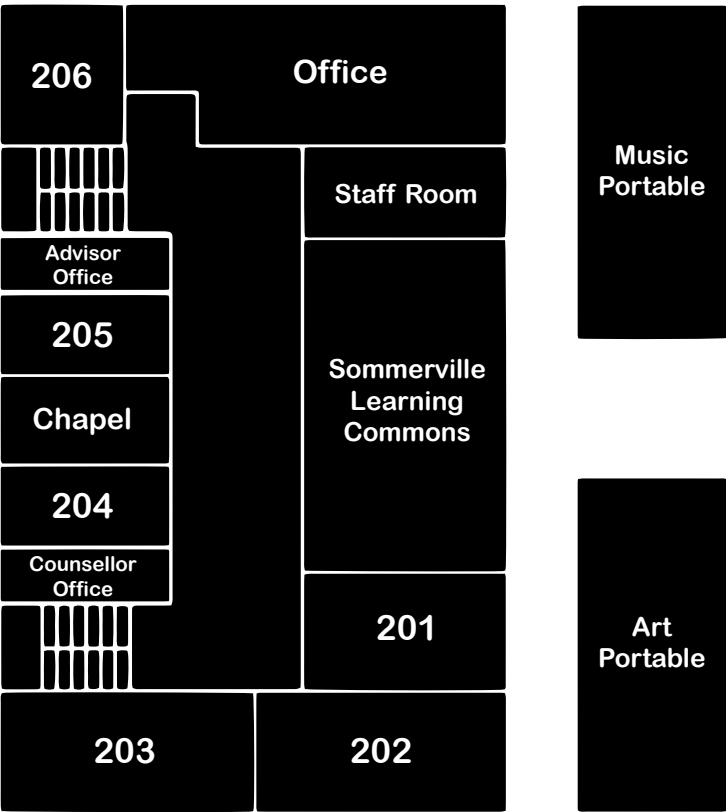 206
Office
Music
Portable
Staff Room
Advisor
Office
205
Sommerville
Learning
Commons
Chapel
204
Counsellor
Office
201
Art
Portable
203
202